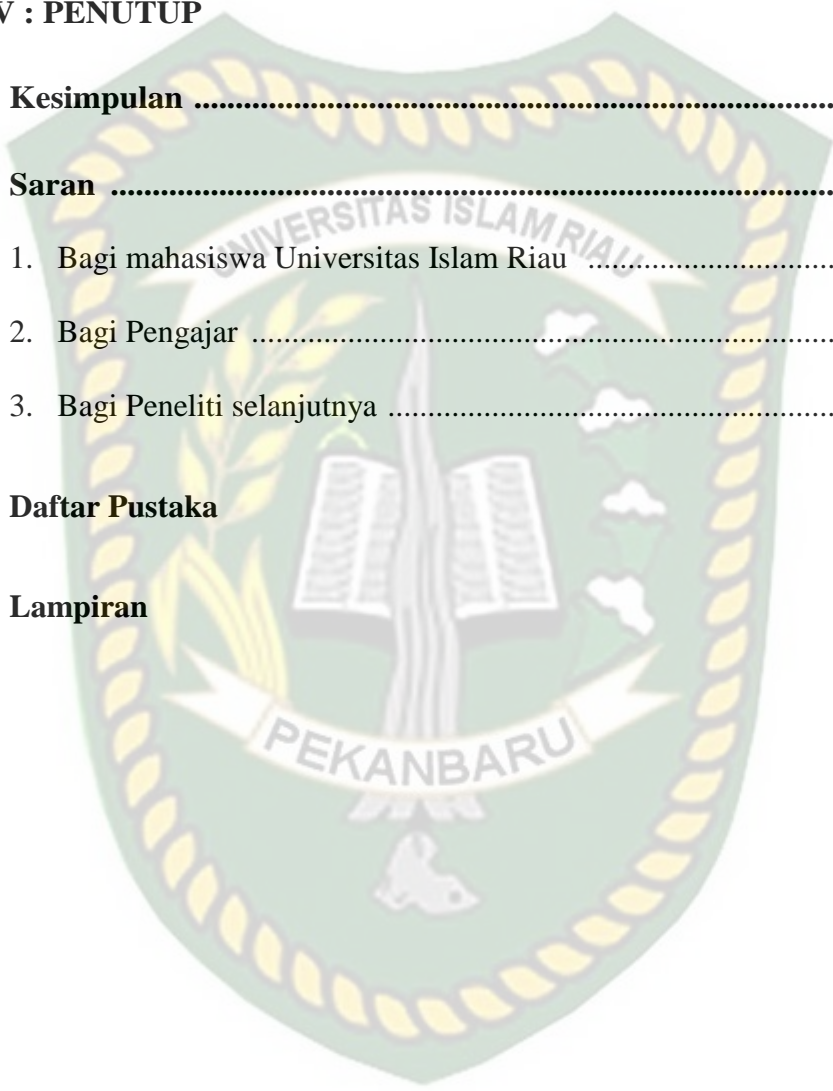 V : PENUTUP
Kesimpulan ................................................................................
Saran ..........................................................................................
1. Bagi mahasiswa Universitas Islam Riau ...............................
2. Bagi Pengajar .........................................................................
3. Bagi Peneliti selanjutnya ........................................................
Daftar Pustaka
Lampiran
UNIVERSITAS ISLAM RIAU
PEKANBARU